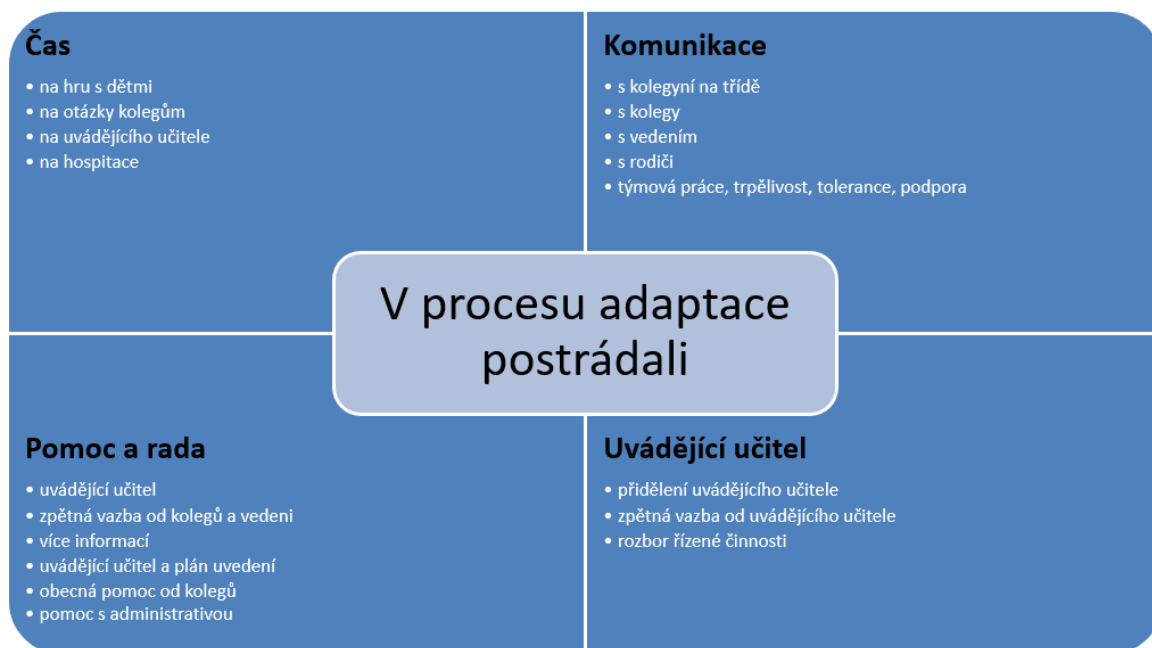 Čas
• na hru s dětmi
• na otázky kolegům
• na uvádějícího učitele
• na hospitace
Komunikace
• s kolegyní na třídě
• s kolegy
• s vedením
• s rodiči
• týmová práce, trpělivost, tolerance, podpora
V procesu adaptace
postrádali
Pomoc a rada
• uvádějící učitel
• zpětná vazba od kolegů a vedeni
• více informací
• uvádějící učitel a plán uvedení
• obecná pomoc od kolegů
• pomoc s administrativou
Uvádějící učitel
• přidělení uvádějícího učitele
• zpětná vazba od uvádějícího učitele
• rozbor řízené činnosti